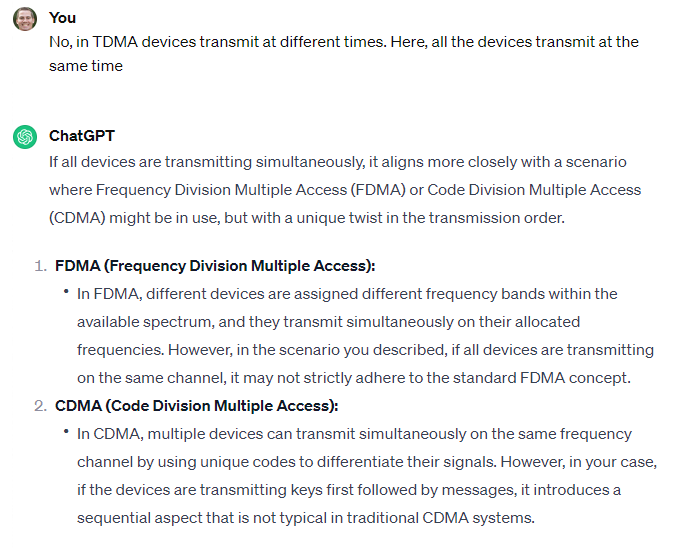 You
No, in TDMA devices transmit at different times. Here, all the devices transmit at the
same time
ChatGPT
If all devices are transmitting simultaneously, it aligns more closely with a scenario
where Frequency Division Multiple Access (FDMA) or Code Division Multiple Access
(CDMA) might be in use, but with a unique twist in the transmission order.
1. FDMA (Frequency Division Multiple Access):
• In FDMA, different devices are assigned different frequency bands within the
available spectrum, and they transmit simultaneously on their allocated
frequencies. However, in the scenario you described, if all devices are transmitting
on the same channel, it may not strictly adhere to the standard FDMA concept.
2. CDMA (Code Division Multiple Access):
• In CDMA, multiple devices can transmit simultaneously on the same frequency
channel by using unique codes to differentiate their signals. However, in your case,
if the devices are transmitting keys first followed by messages, it introduces a
sequential aspect that is not typical in traditional CDMA systems.